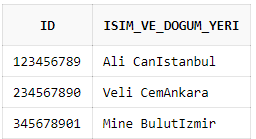 ID ISIM_VE_DOGUM_YERI
123456789 Ali CanIstanbul
234567890 Veli CemAnkara
345678901 Mine BulutIzmir